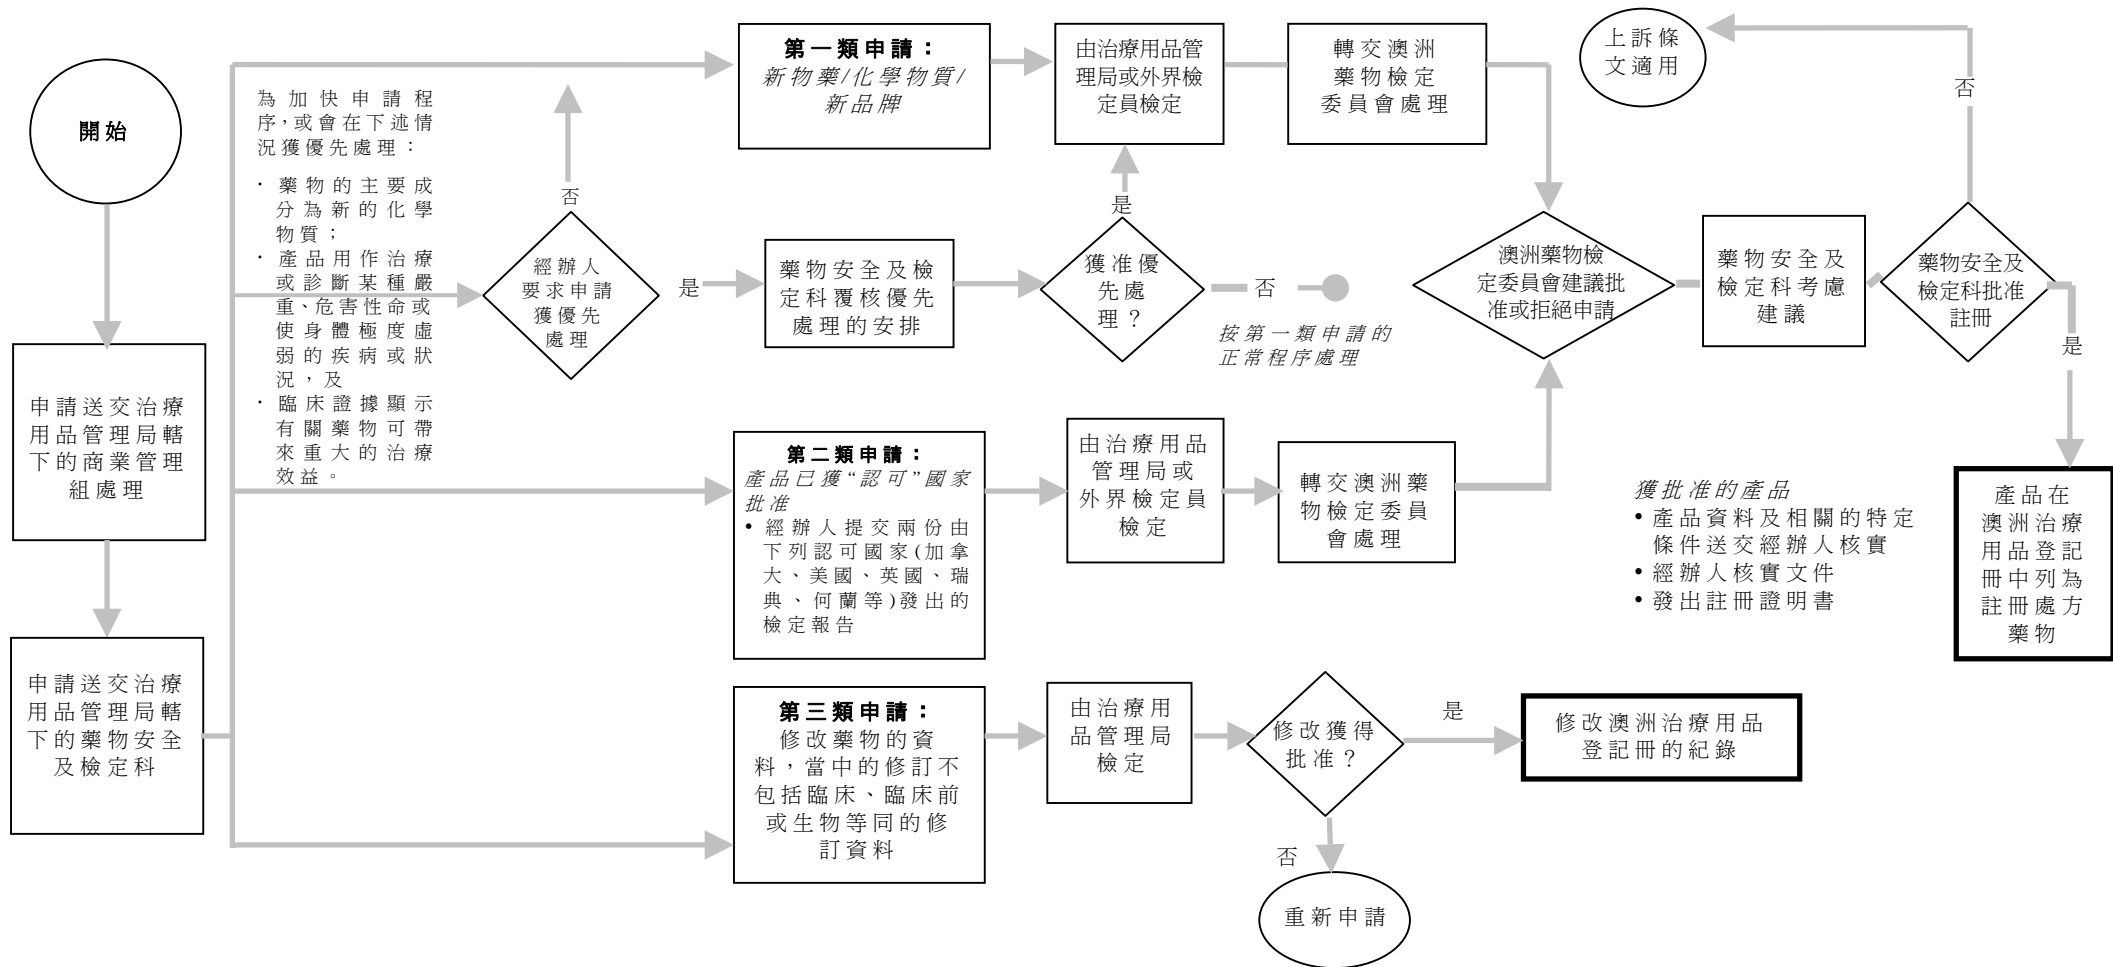 開始
申請送交治療
用品管理局轄
下的商業管理
組處理
申請送交治療
用品管理局轄
下的藥物安全
及檢定科
為加快申請程
序，或會在下述情
況獲優先處理：
· 藥物的主要成
分為新的化學
物質；
· 產品用作治療
或診斷某種嚴
重、危害性命或
使身體極度虛
弱的疾病或狀
況，及
· 臨床證據顯示
有關藥物可帶
來重大的治療
效益。
否
經辦人
要求申請
獲優先
處理
是
第一類申請：
新物藥/化學物質/
新品牌
由治療用品管
理局或外界檢
定員檢定
轉交澳洲
藥物檢定
委員會處理
藥物安全及檢
定科覆核優先
處理的安排
是
獲准優
先處
理？
否
按第一類申請的
正常程序處理
澳洲藥物檢
定委員會建議批
准或拒絕申請
藥物安全及
檢定科考慮
建議
藥物安全及
檢定科批准
註冊
否
上訴條
文適用
是
產品在
澳洲治療
用品登記
冊中列為
註冊處方
藥物
第二類申請：
產品已獲“認可”國家
批准
• 經辦人提交兩份由
下列認可國家(加拿
大、美國、英國、瑞
典、何蘭等)發出的
檢定報告
由治療用品
管理局或
外界檢定員
檢定
轉交澳洲藥
物檢定委員
會處理
獲批准的產品
• 產品資料及相關的特定
條件送交經辦人核實
• 經辦人核實文件
• 發出註冊證明書
第三類申請：
修改藥物的資
料，當中的修訂不
包括臨床、臨床前
或生物等同的修
訂資料
由治療用
品管理局
檢定
修改獲得
批准？
是
修改澳洲治療用品
登記冊的紀錄
否
重新申請